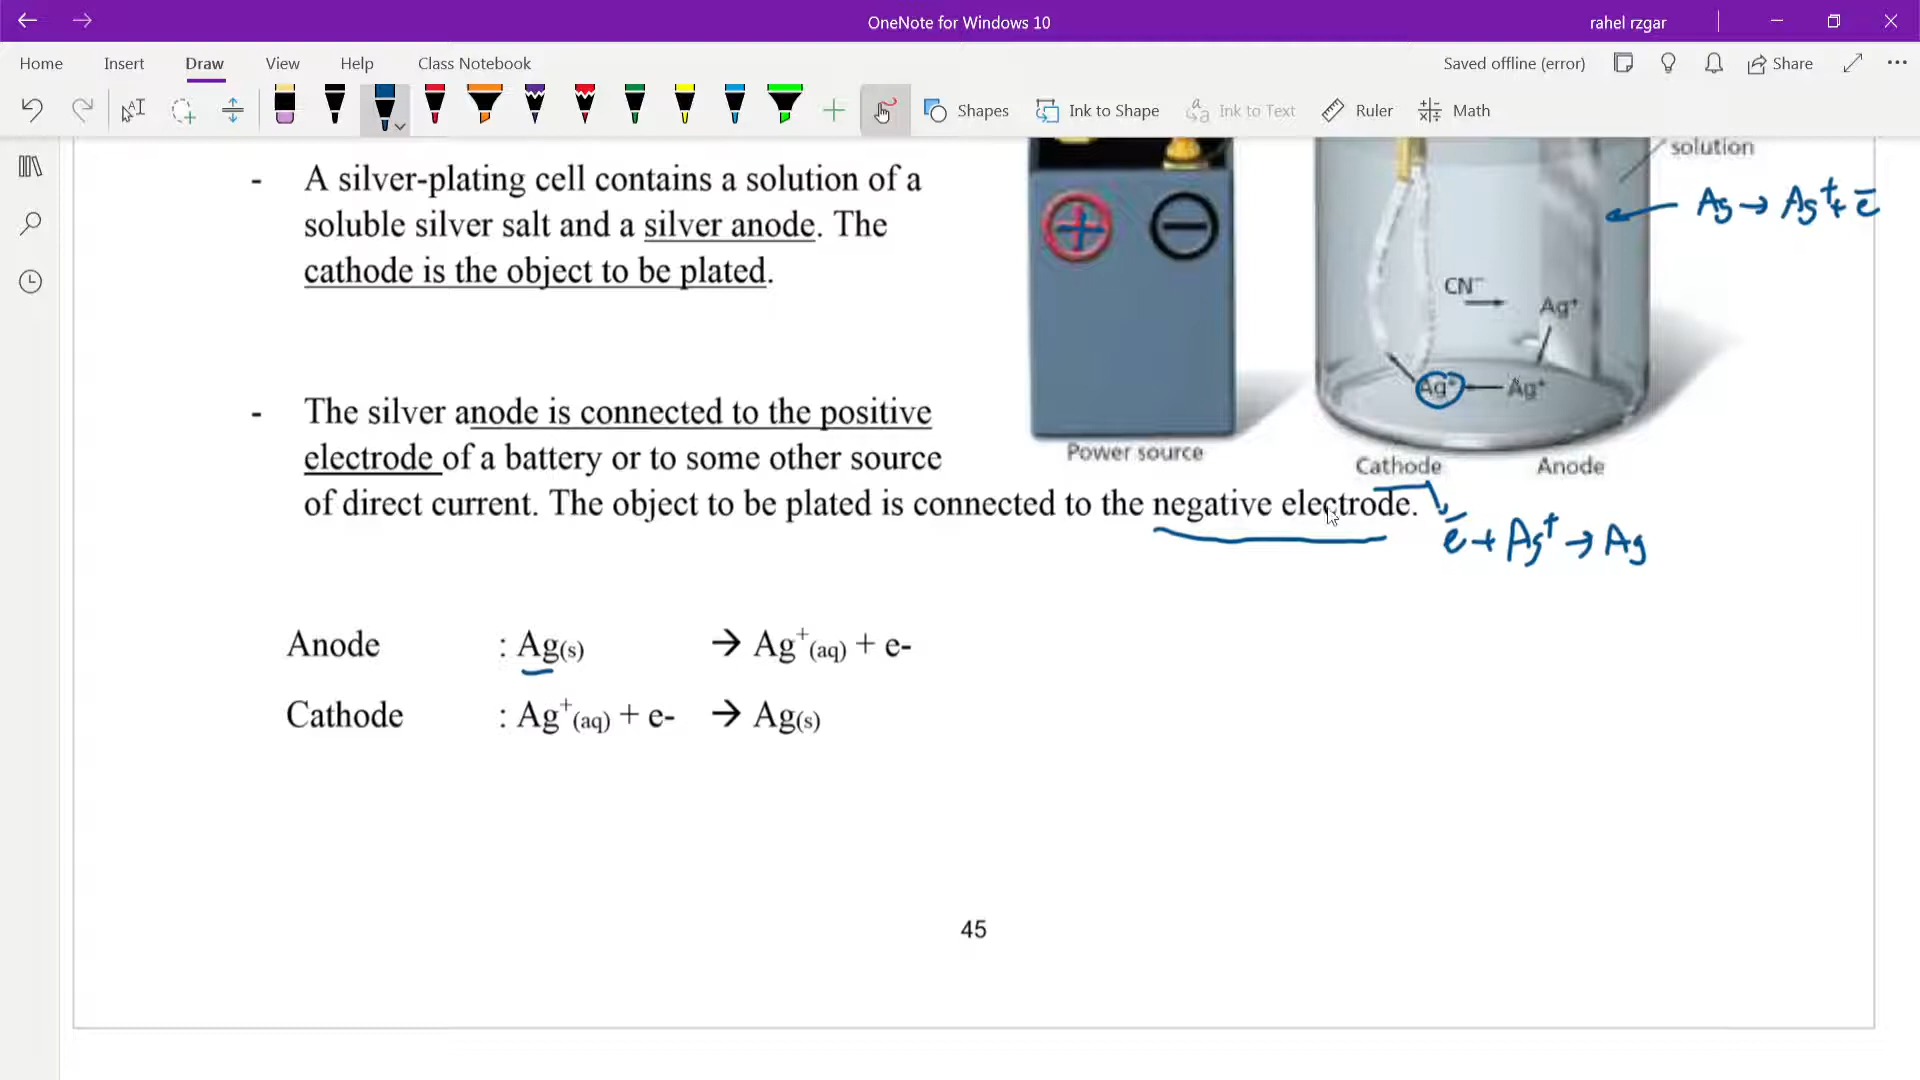 OneNote for Windows 10
rahel rzgar
Home Insert Draw View Help Class Notebook
Saved offline (error) Share
Shapes Ink to Shape Ink to Text Ruler Math
- A silver-plating cell contains a solution of a
soluble silver salt and a silver anode. The
cathode is the object to be plated.
solution
Ag → Ag⁺ + e⁻
CN⁻
Ag⁺
Ag⁺ Ag⁺
Power source
Cathode Anode
- The silver anode is connected to the positive
electrode of a battery or to some other source
of direct current. The object to be plated is connected to the negative electrode.
e⁻ + Ag⁺ → Ag
Anode : Ag(s) → Ag⁺(aq) + e-
Cathode : Ag⁺(aq) + e- → Ag(s)
45